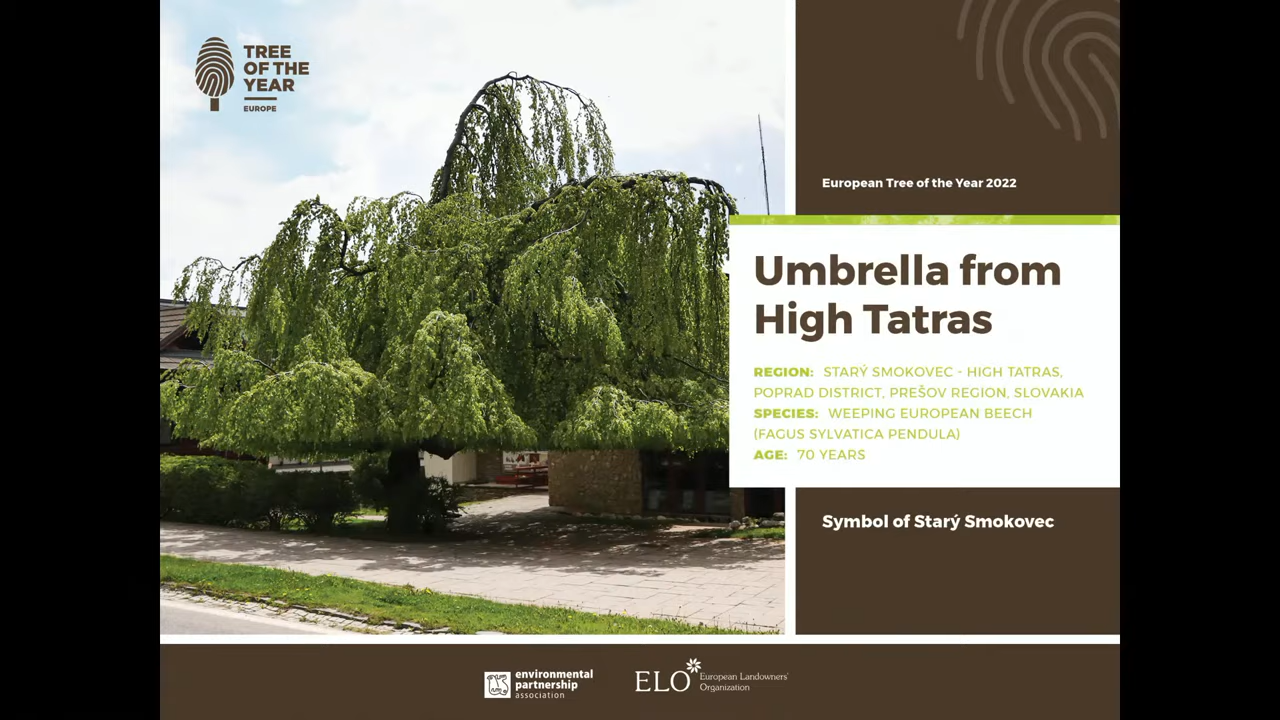 TREE
OF THE
YEAR
EUROPE
European Tree of the Year 2022
Umbrella from
High Tatras
REGION: STARÝ SMOKOVEC - HIGH TATRAS,
POPRAD DISTRICT, PREŠOV REGION, SLOVAKIA
SPECIES: WEEPING EUROPEAN BEECH
(FAGUS SYLVATICA PENDULA)
AGE: 70 YEARS
Symbol of Starý Smokovec
environmental
partnership
association
ELO European Landowners'
Organization